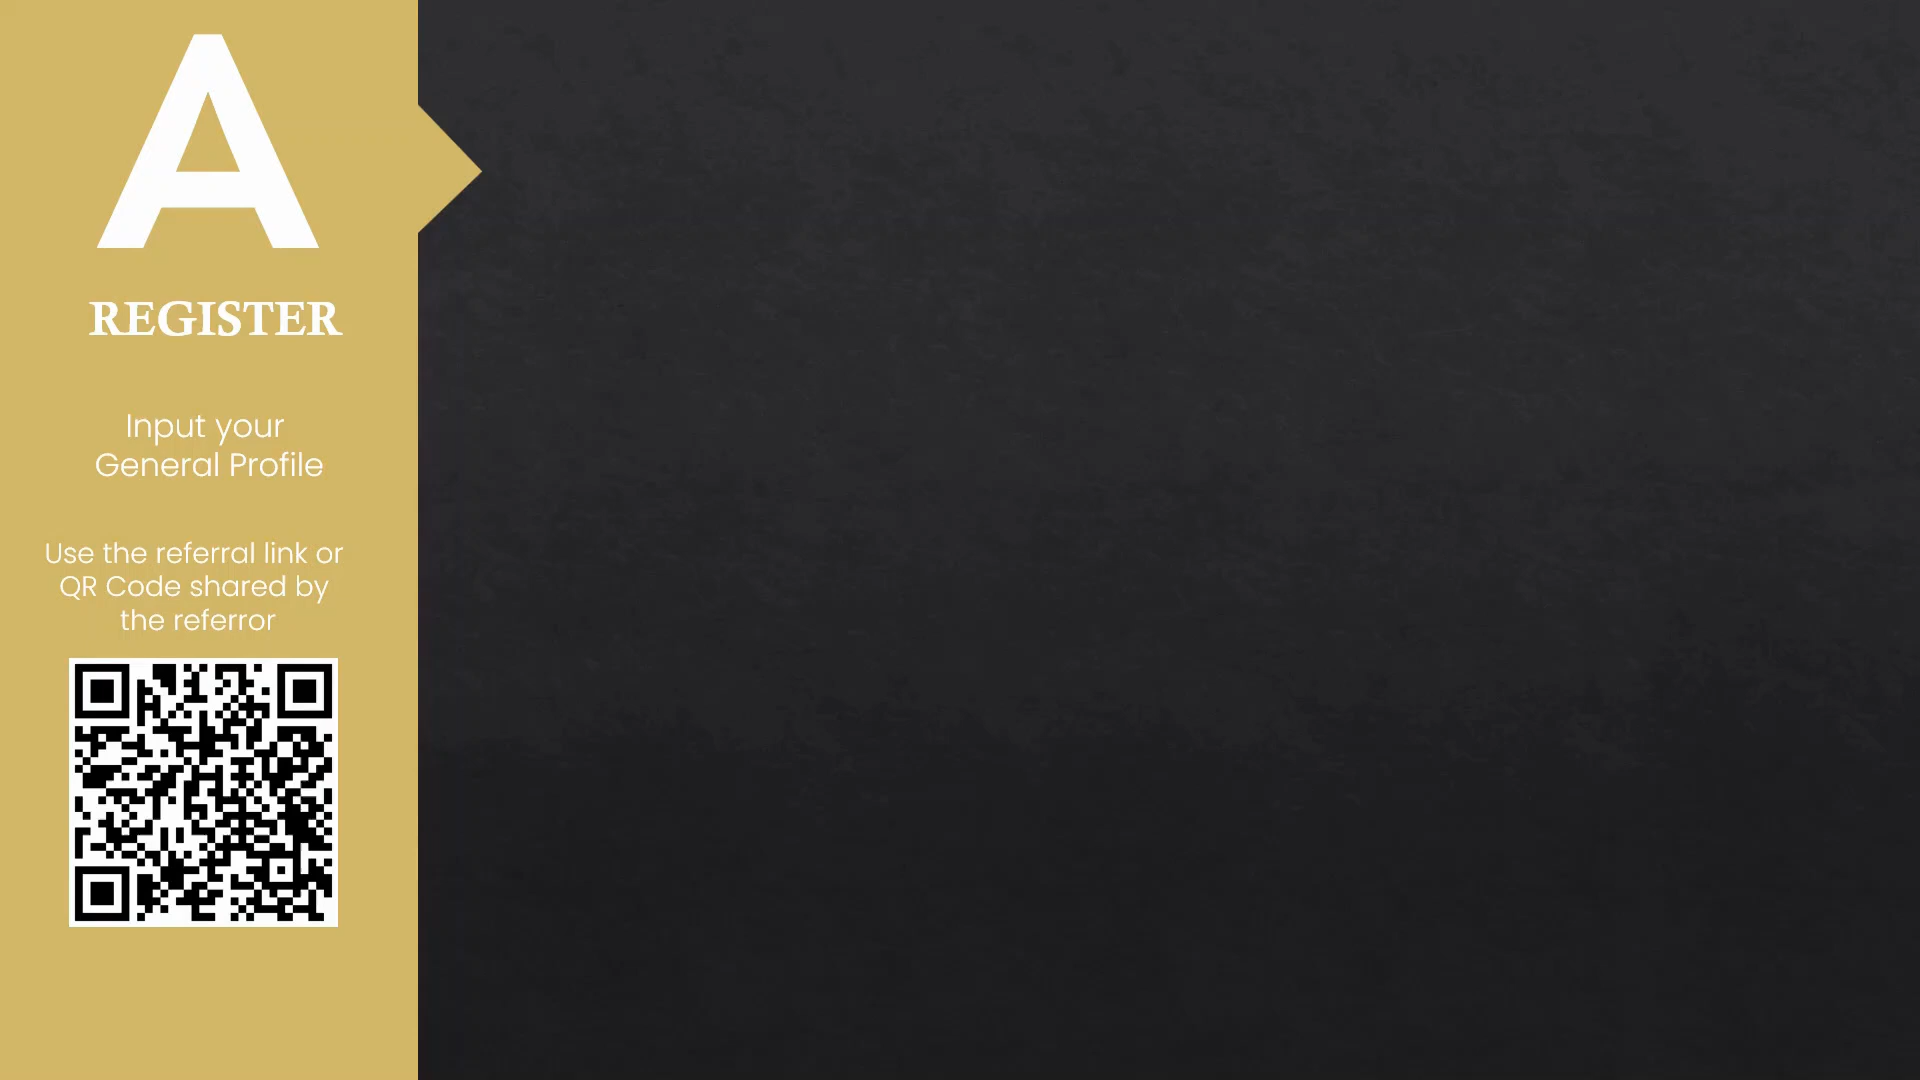 A
REGISTER
Input your
General Profile
Use the referral link or
QR Code shared by
the referror